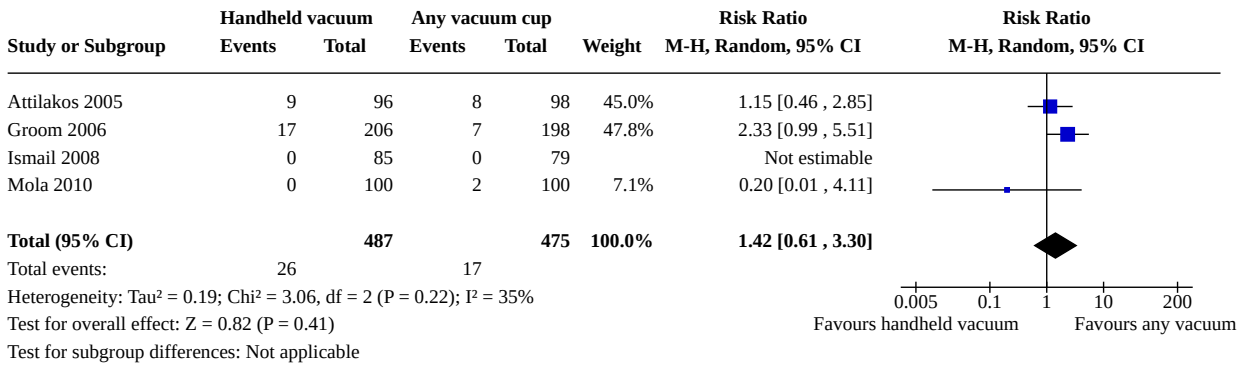 Handheld vacuum Any vacuum cup Risk Ratio Risk Ratio
Study or Subgroup Events Total Events Total Weight M-H, Random, 95% CI M-H, Random, 95% CI
Attilakos 2005 9 96 8 98 45.0% 1.15 [0.46 , 2.85]
Groom 2006 17 206 7 198 47.8% 2.33 [0.99 , 5.51]
Ismail 2008 0 85 0 79 Not estimable
Mola 2010 0 100 2 100 7.1% 0.20 [0.01 , 4.11]
Total (95% CI) 487 475 100.0% 1.42 [0.61 , 3.30]
Total events: 26 17
Heterogeneity: Tau² = 0.19; Chi² = 3.06, df = 2 (P = 0.22); I² = 35%
0.005 0.1 1 10 200
Test for overall effect: Z = 0.82 (P = 0.41)
Favours handheld vacuum Favours any vacuum
Test for subgroup differences: Not applicable